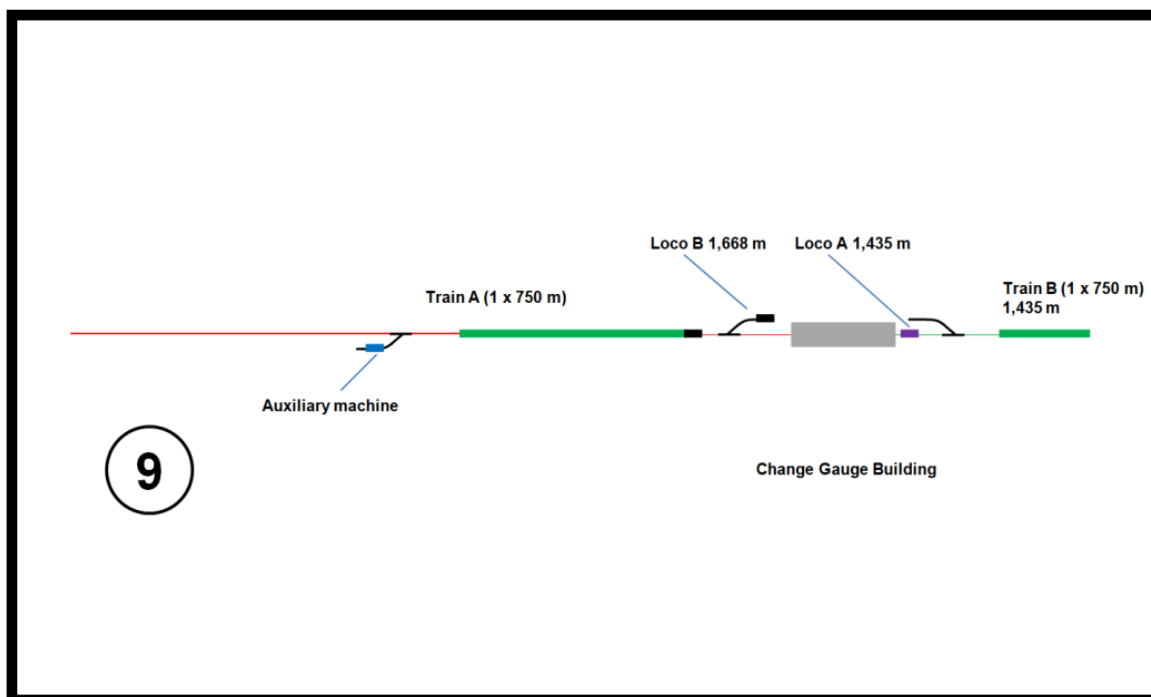 Loco B 1,668 m
Loco A 1,435 m
Train A (1 x 750 m)
Train B (1 x 750 m)
1,435 m
Auxiliary machine
9
Change Gauge Building